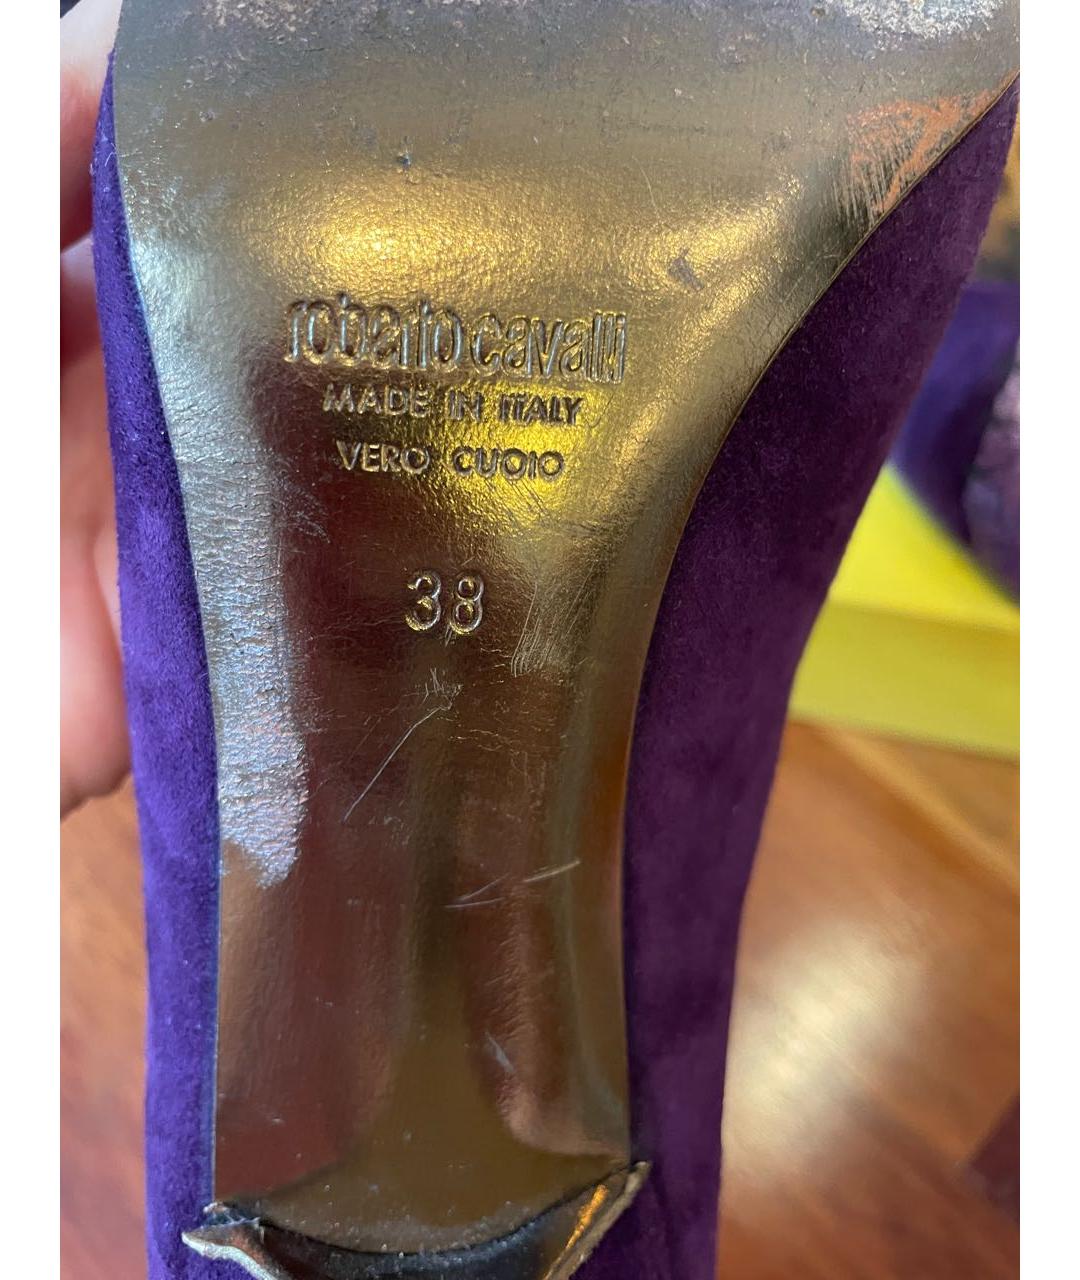 roberto cavalli
MADE IN ITALY
VERO CUOIO
38